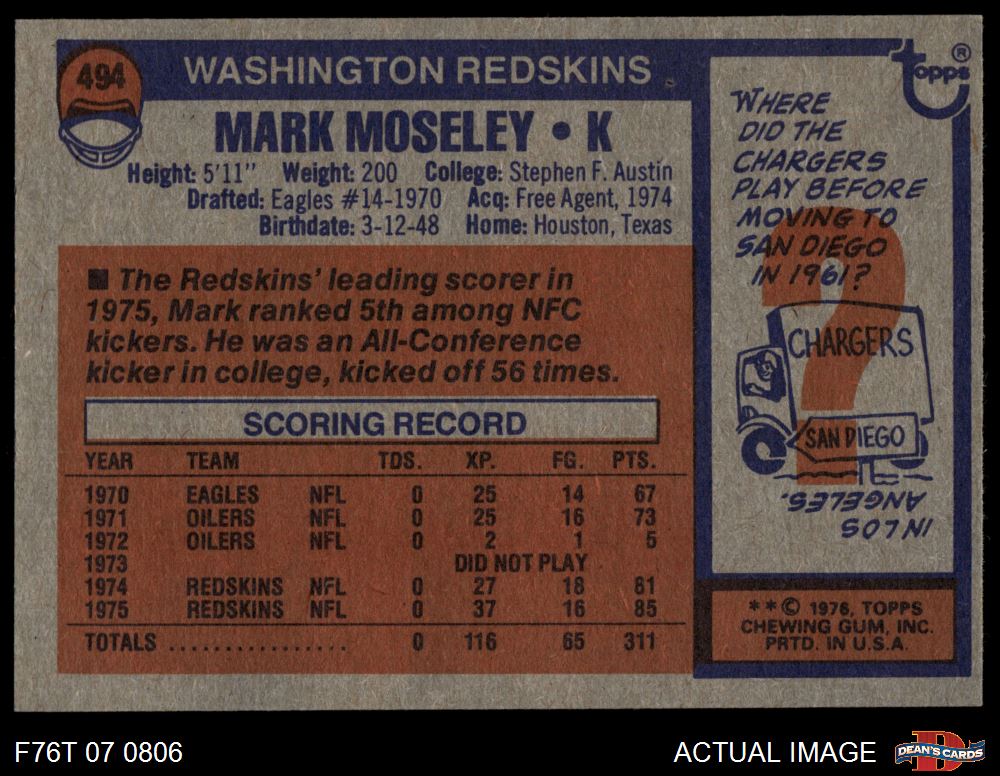 494
WASHINGTON REDSKINS
Topps ®
MARK MOSELEY • K
Height: 5'11" Weight: 200 College: Stephen F. Austin
Drafted: Eagles #14-1970 Acq: Free Agent, 1974
Birthdate: 3-12-48 Home: Houston, Texas
■ The Redskins' leading scorer in
1975, Mark ranked 5th among NFC
kickers. He was an All-Conference
kicker in college, kicked off 56 times.
SCORING RECORD
YEAR TEAM TDS. XP. FG. PTS.
1970 EAGLES NFL 0 25 14 67
1971 OILERS NFL 0 25 16 73
1972 OILERS NFL 0 2 1 5
1973 DID NOT PLAY
1974 REDSKINS NFL 0 27 18 81
1975 REDSKINS NFL 0 37 16 85
TOTALS ................ 0 116 65 311
WHERE
DID THE
CHARGERS
PLAY BEFORE
MOVING TO
SAN DIEGO
IN 1961?
?
CHARGERS
SAN DIEGO
IN LOS
ANGELES.
**© 1976, TOPPS
CHEWING GUM, INC.
PRTD. IN U.S.A.
F76T 07 0806
ACTUAL IMAGE
D
DEAN'S CARDS